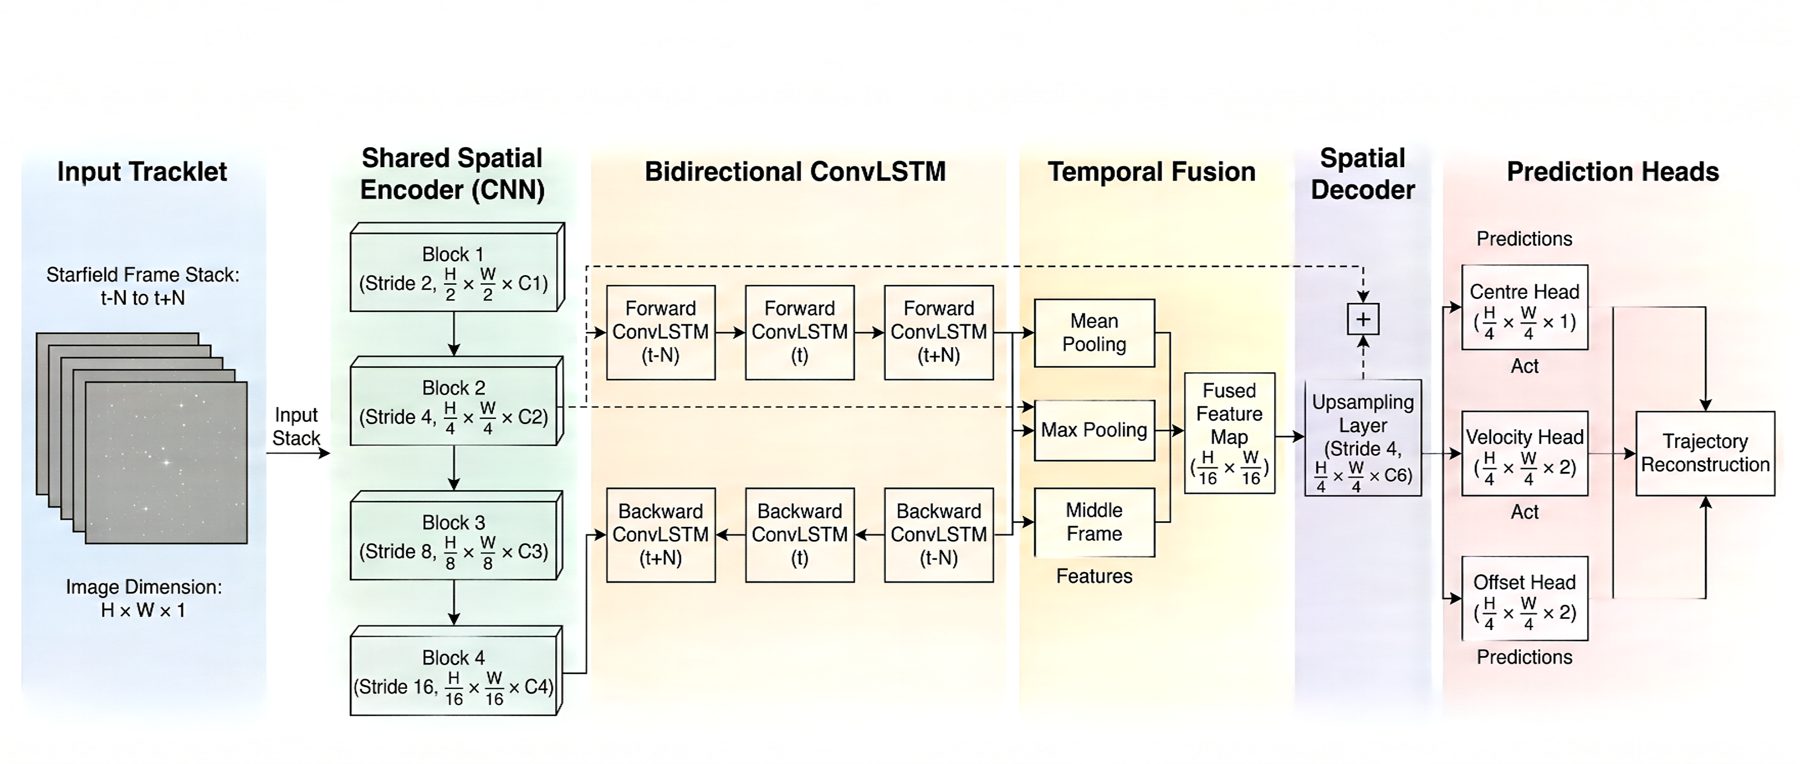 Input Tracklet
Starfield Frame Stack:
t-N to t+N
Image Dimension:
H × W × 1
Input
Stack
Shared Spatial
Encoder (CNN)
Block 1
(Stride 2, H/2 × W/2 × C1)
Block 2
(Stride 4, H/4 × W/4 × C2)
Block 3
(Stride 8, H/8 × W/8 × C3)
Block 4
(Stride 16, H/16 × W/16 × C4)
Bidirectional ConvLSTM
Forward
ConvLSTM
(t-N)
Forward
ConvLSTM
(t)
Forward
ConvLSTM
(t+N)
Backward
ConvLSTM
(t+N)
Backward
ConvLSTM
(t)
Backward
ConvLSTM
(t-N)
Temporal Fusion
Mean
Pooling
Max Pooling
Middle
Frame
Features
Fused
Feature
Map
(H/16 × W/16)
Spatial
Decoder
+
Upsampling
Layer
(Stride 4,
H/4 × W/4 × C6)
Prediction Heads
Predictions
Centre Head
(H/4 × W/4 × 1)
Act
Velocity Head
(H/4 × W/4 × 2)
Act
Offset Head
(H/4 × W/4 × 2)
Predictions
Trajectory
Reconstruction